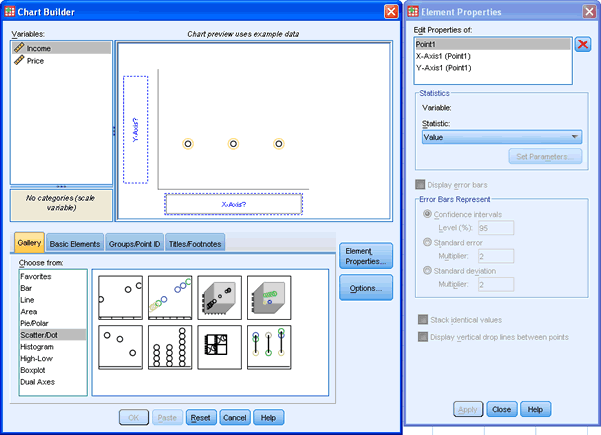 Chart Builder
Variables:
Chart preview uses example data
Income
Price
Y-Axis?
X-Axis?
No categories (scale
variable)
Gallery
Basic Elements
Groups/Point ID
Titles/Footnotes
Choose from:
Favorites
Bar
Line
Area
Pie/Polar
Scatter/Dot
Histogram
High-Low
Boxplot
Dual Axes
Element
Properties...
Options...
OK
Paste
Reset
Cancel
Help
Element Properties
Edit Properties of:
Point1
X-Axis1 (Point1)
Y-Axis1 (Point1)
Statistics
Variable:
Statistic:
Value
Set Parameters...
Display error bars
Error Bars Represent
Confidence intervals
Level (%): 95
Standard error
Multiplier: 2
Standard deviation
Multiplier: 2
Stack identical values
Display vertical drop lines between points
Apply
Close
Help